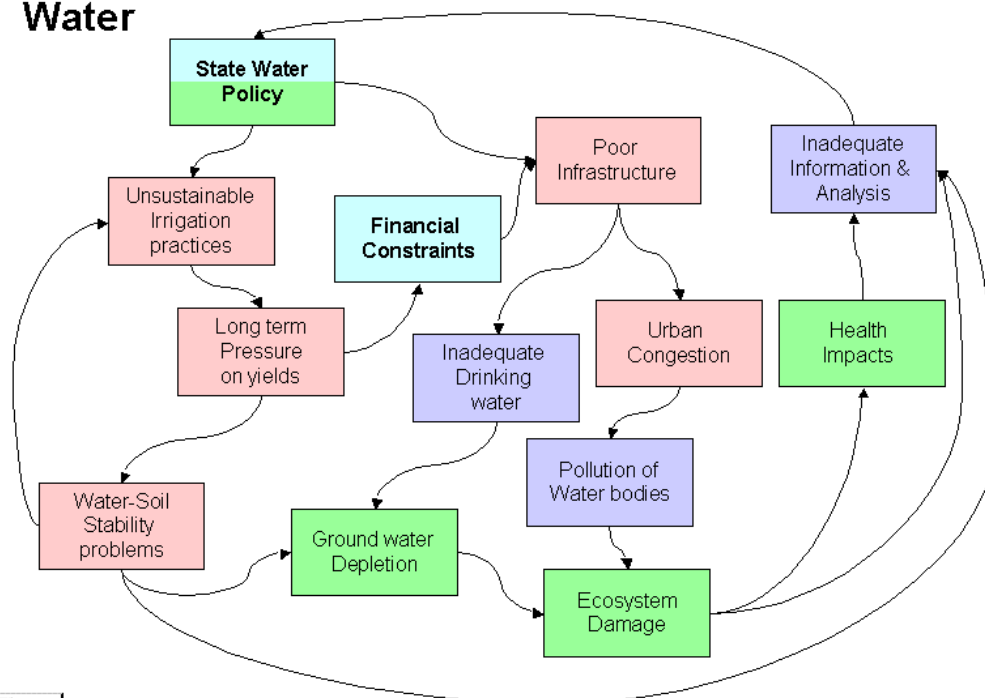 Water
State Water
Policy
Poor
Infrastructure
Inadequate
Information &
Analysis
Unsustainable
Irrigation
practices
Financial
Constraints
Long term
Pressure
on yields
Inadequate
Drinking
water
Urban
Congestion
Health
Impacts
Pollution of
Water bodies
Water-Soil
Stability
problems
Ground water
Depletion
Ecosystem
Damage